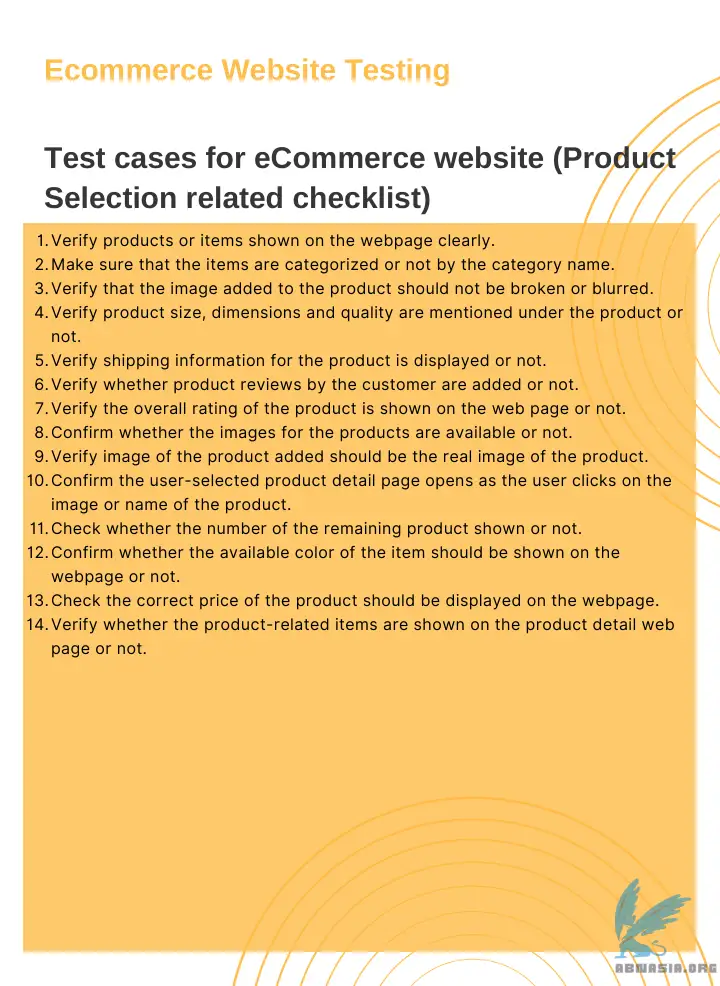 Ecommerce Website Testing
Test cases for eCommerce website (Product
Selection related checklist)
1. Verify products or items shown on the webpage clearly.
2. Make sure that the items are categorized or not by the category name.
3. Verify that the image added to the product should not be broken or blurred.
4. Verify product size, dimensions and quality are mentioned under the product or
not.
5. Verify shipping information for the product is displayed or not.
6. Verify whether product reviews by the customer are added or not.
7. Verify the overall rating of the product is shown on the web page or not.
8. Confirm whether the images for the products are available or not.
9. Verify image of the product added should be the real image of the product.
10. Confirm the user-selected product detail page opens as the user clicks on the
image or name of the product.
11. Check whether the number of the remaining product shown or not.
12. Confirm whether the available color of the item should be shown on the
webpage or not.
13. Check the correct price of the product should be displayed on the webpage.
14. Verify whether the product-related items are shown on the product detail web
page or not.
ABNASIA.ORG